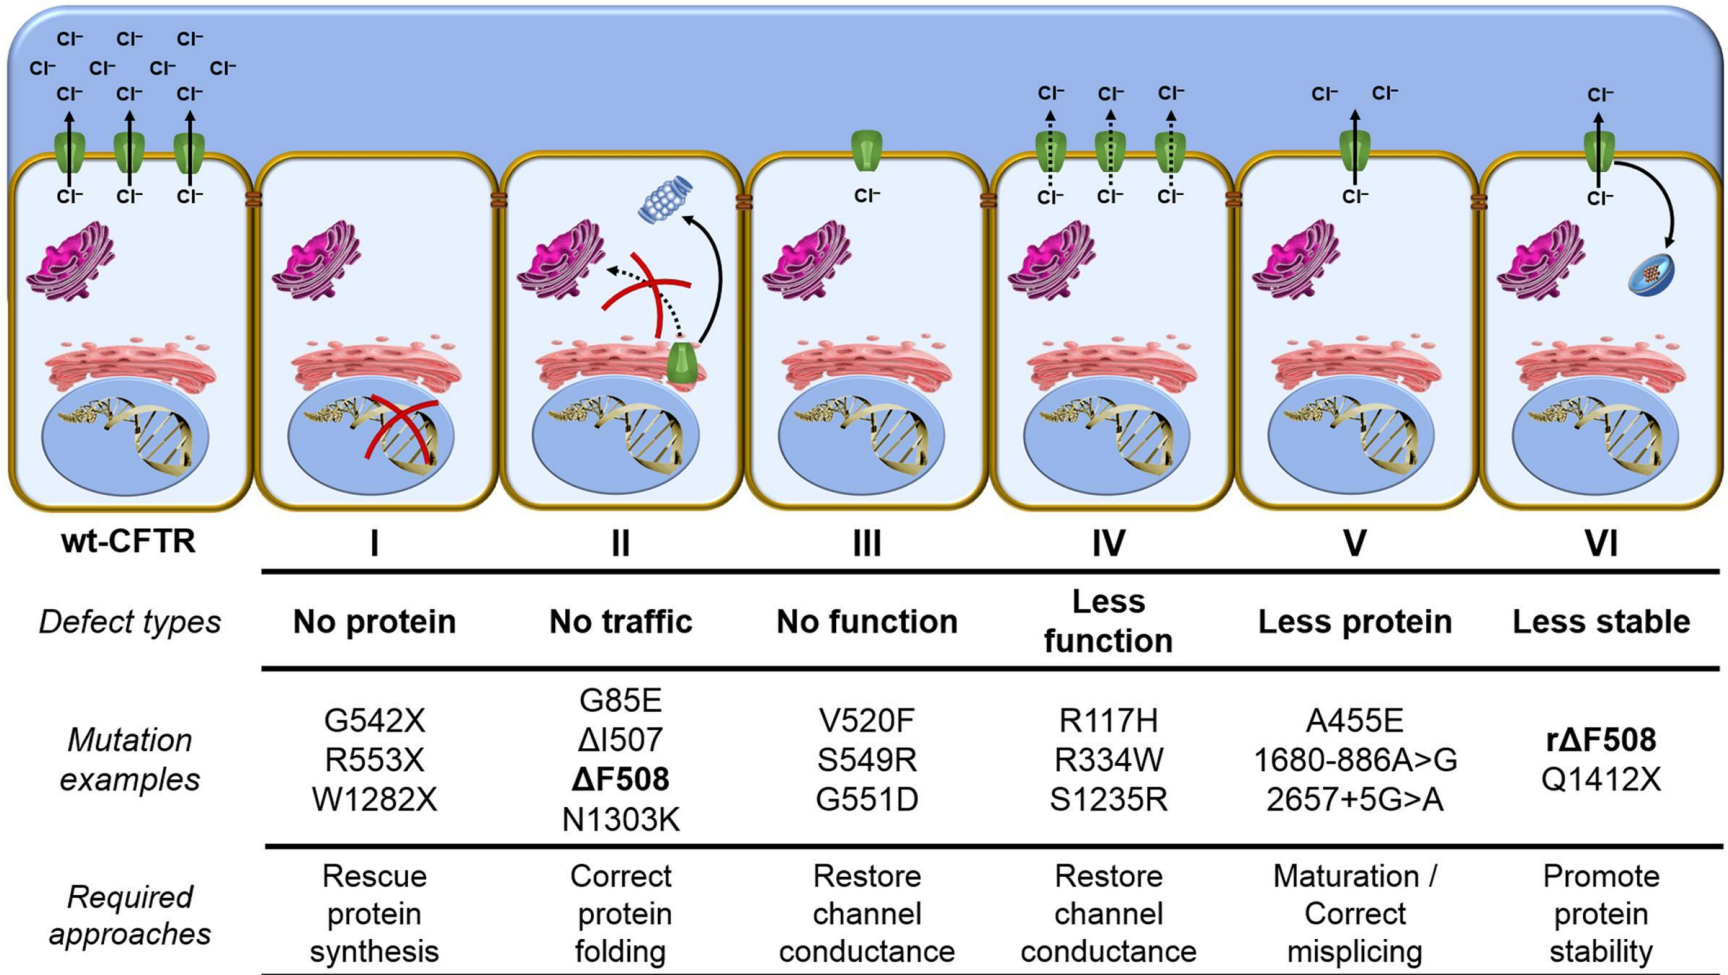 Cl– Cl– Cl–
Cl– Cl– Cl– Cl–
Cl– Cl– Cl– Cl– Cl– Cl– Cl– Cl– Cl–
Cl– Cl– Cl– Cl– Cl– Cl– Cl– Cl– Cl–
wt-CFTR I II III IV V VI
Defect types No protein No traffic No function Less function Less protein Less stable
Mutation examples
G542X
R553X
W1282X
G85E
ΔI507
ΔF508
N1303K
V520F
S549R
G551D
R117H
R334W
S1235R
A455E
1680-886A>G
2657+5G>A
rΔF508
Q1412X
Required approaches
Rescue
protein
synthesis
Correct
protein
folding
Restore
channel
conductance
Restore
channel
conductance
Maturation /
Correct
misplicing
Promote
protein
stability